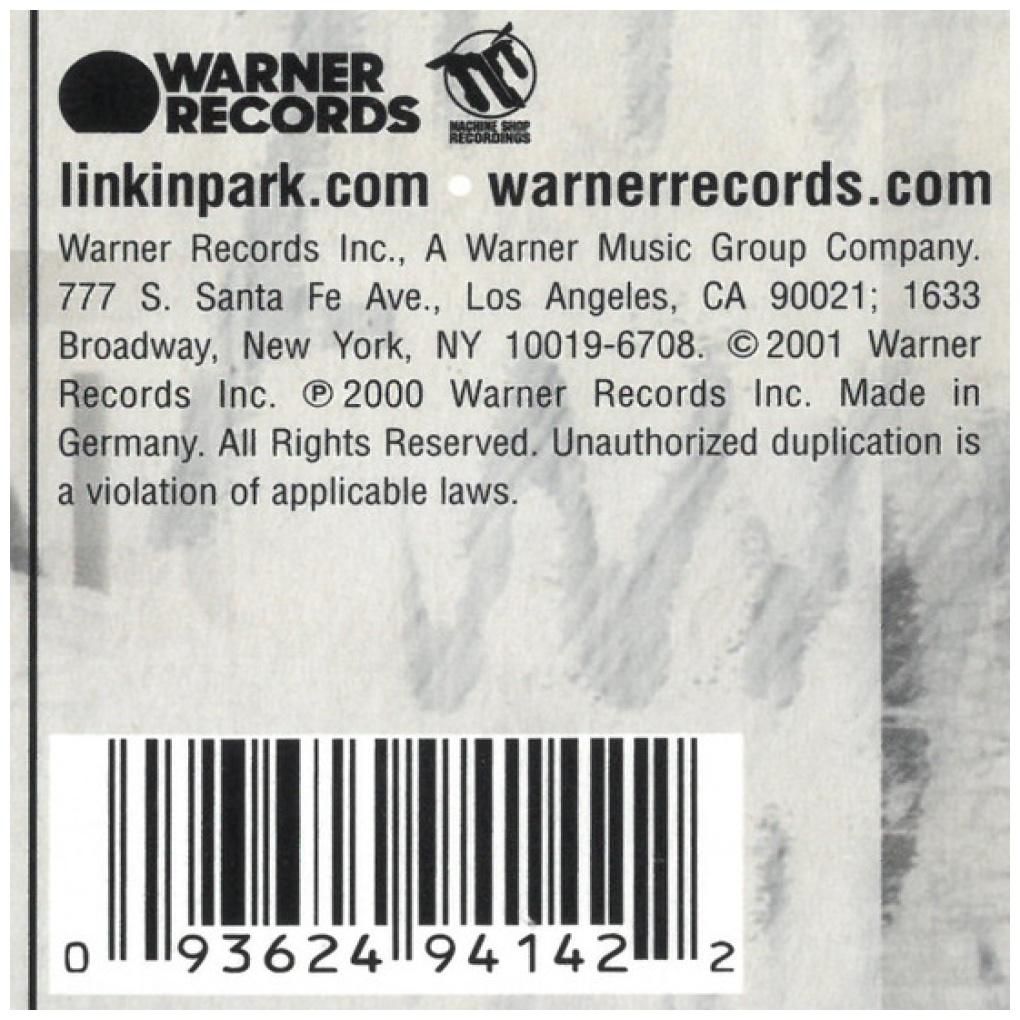 WARNER
RECORDS
MACHINE SHOP
RECORDINGS
linkinpark.com • warnerrecords.com
Warner Records Inc., A Warner Music Group Company.
777 S. Santa Fe Ave., Los Angeles, CA 90021; 1633
Broadway, New York, NY 10019-6708. ©2001 Warner
Records Inc. ℗2000 Warner Records Inc. Made in
Germany. All Rights Reserved. Unauthorized duplication is
a violation of applicable laws.
0 93624 94142 2